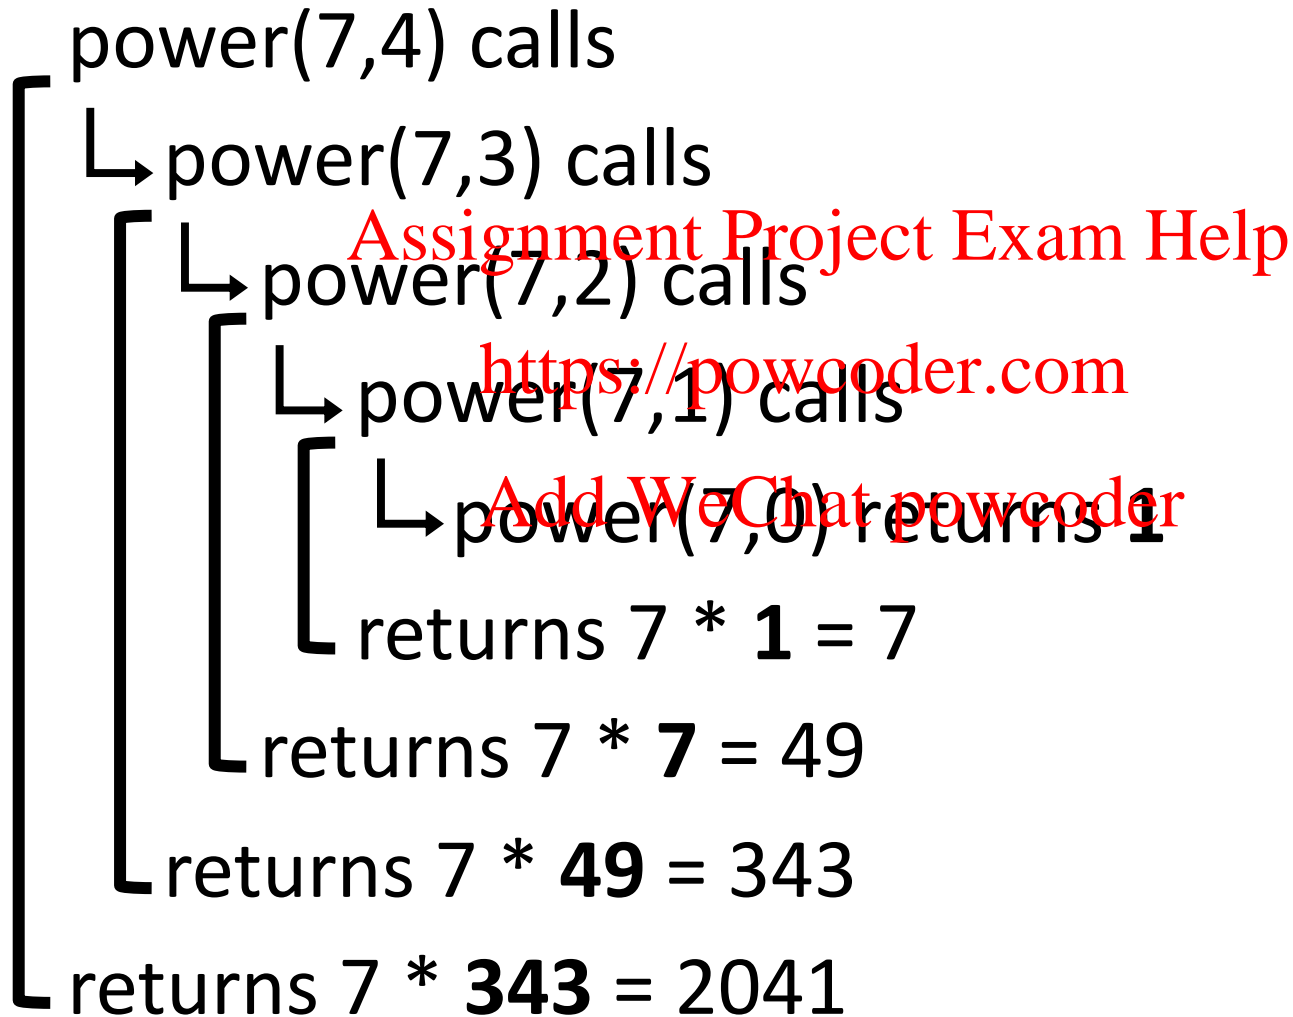 power(7,4) calls
power(7,3) calls
Assignment Project Exam Help
power(7,2) calls
https://powcoder.com
power(7,1) calls
Add WeChat powcoder
power(7,0) returns 1
returns 7 * 1 = 7
returns 7 * 7 = 49
returns 7 * 49 = 343
returns 7 * 343 = 2041